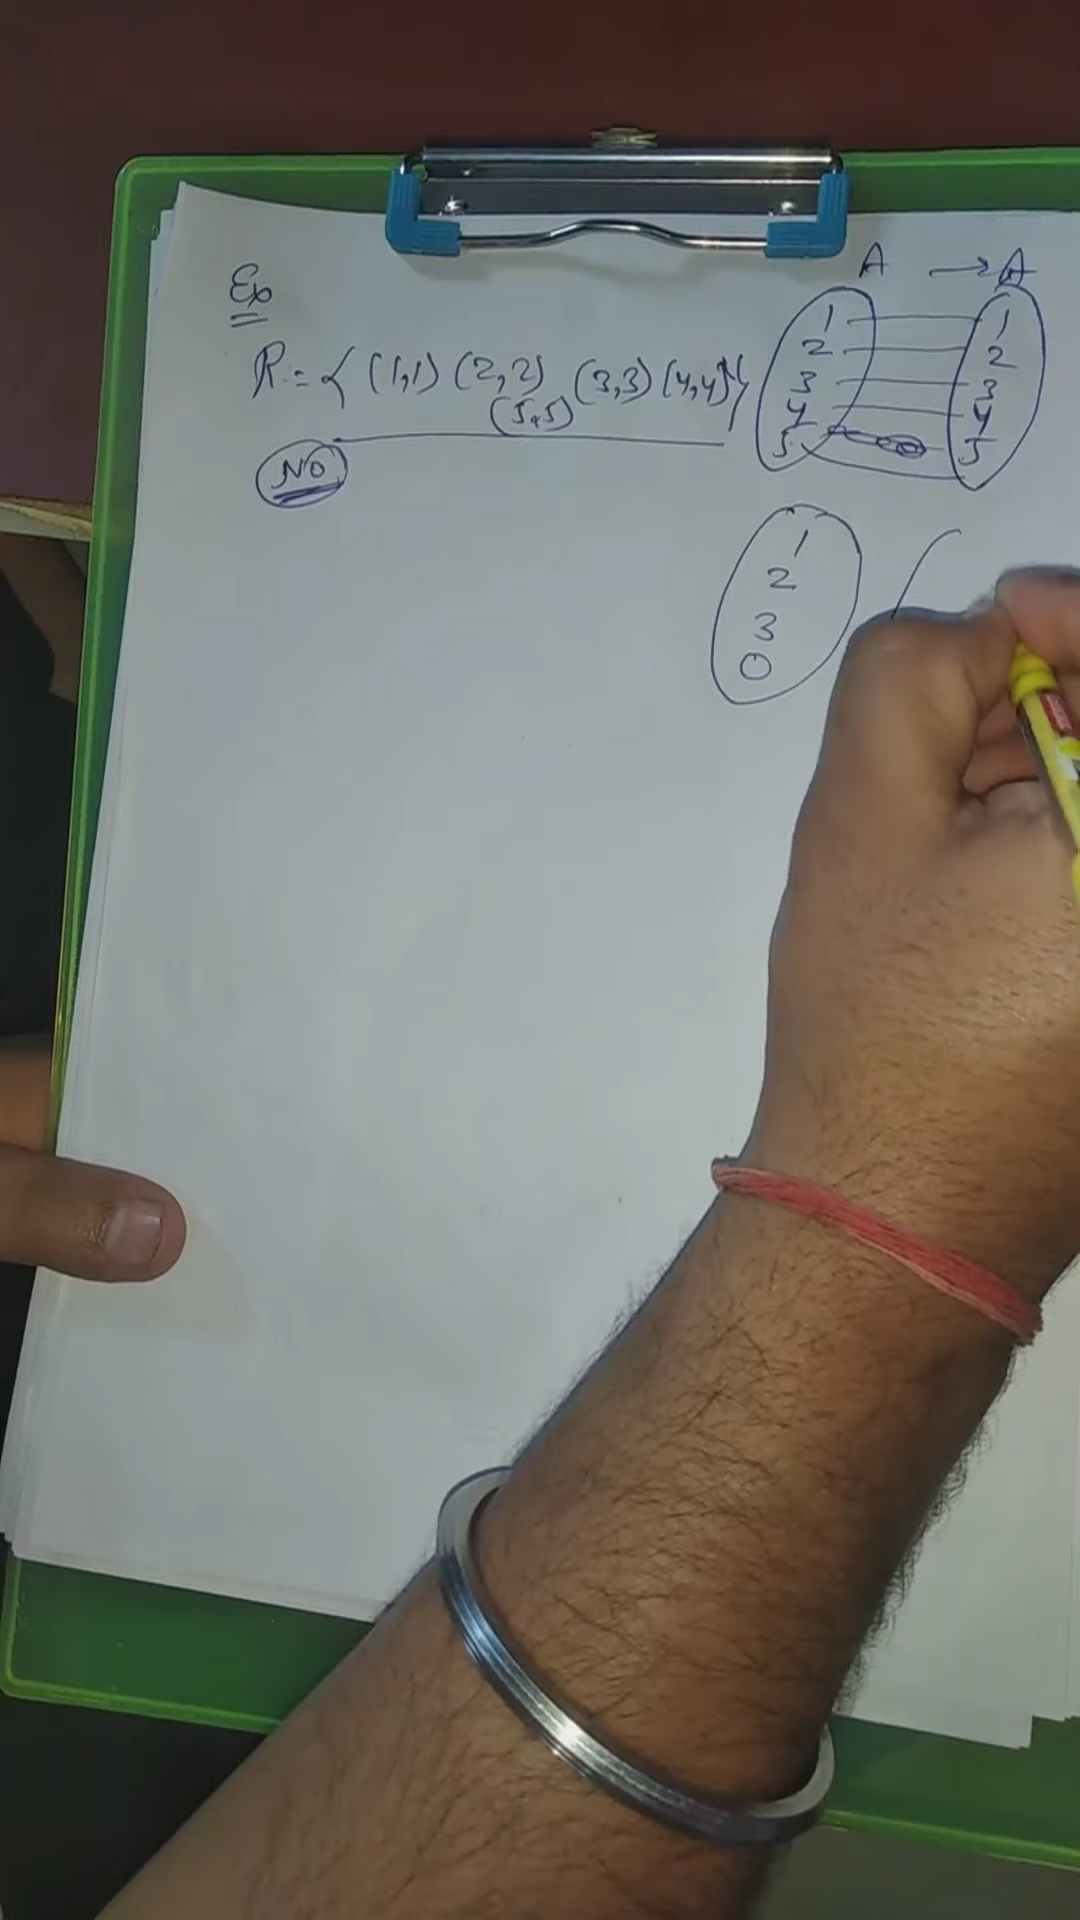 Ex
R = { (1,1) (2,2) (3,3) (4,4) }
(5,5)
NO
A → A
1 1
2 2
3 3
4 4
5 5
1
2
3
0